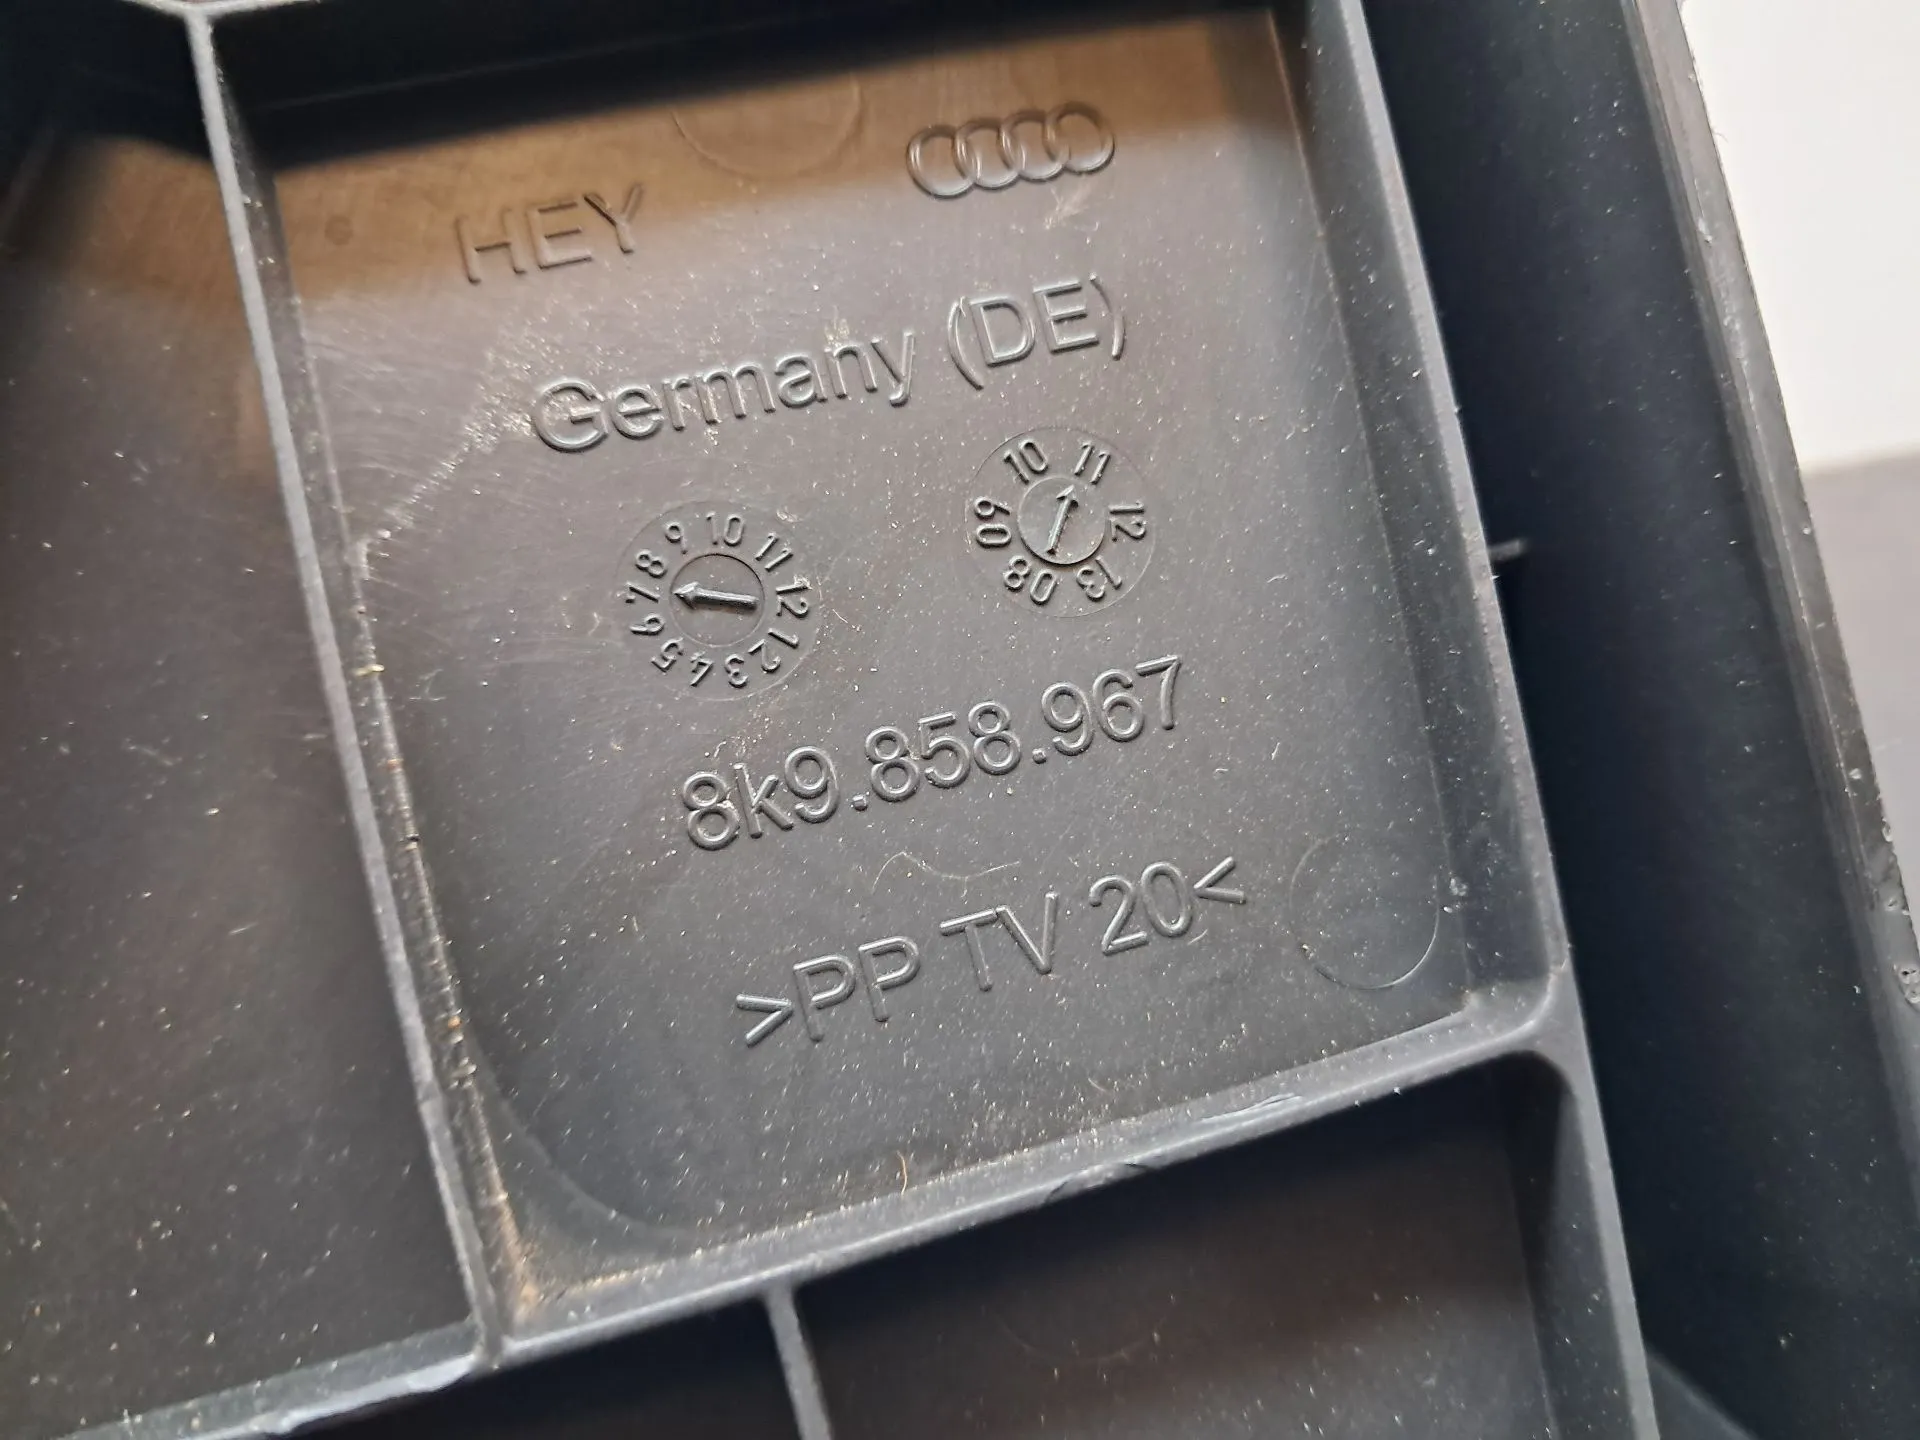 HEY
Germany (DE)
9 10 11 12 1 2 3 4 5 6 7 8
10 11 12 13 08 09
8k9.858.967
>PP TV 20<